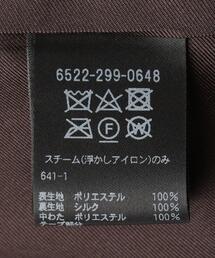 6522-299-0648
F W
スチーム(浮かしアイロン)のみ
641-1
表生地 ポリエステル 100%
裏生地 シルク 100%
中わた ポリエステル 100%